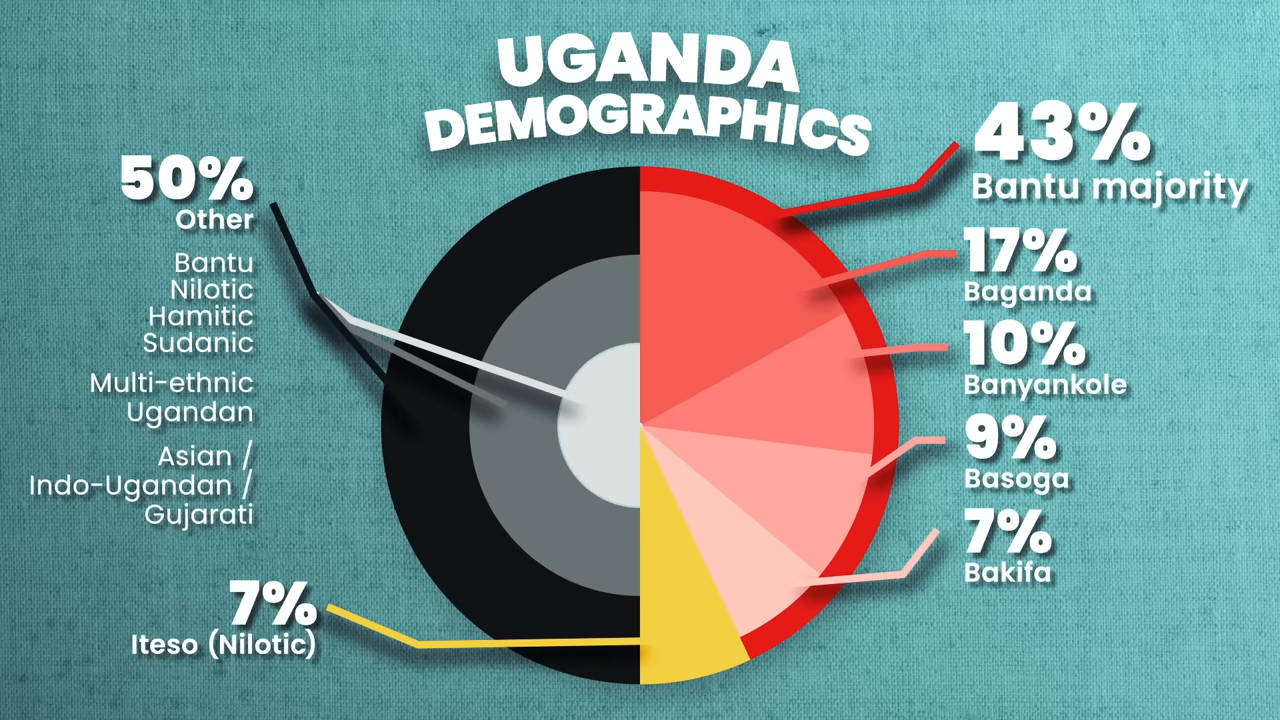 UGANDA
DEMOGRAPHICS
50%
Other
Bantu
Nilotic
Hamitic
Sudanic
Multi-ethnic
Ugandan
Asian /
Indo-Ugandan /
Gujarati
7%
Iteso (Nilotic)
43%
Bantu majority
17%
Baganda
10%
Banyankole
9%
Basoga
7%
Bakifa